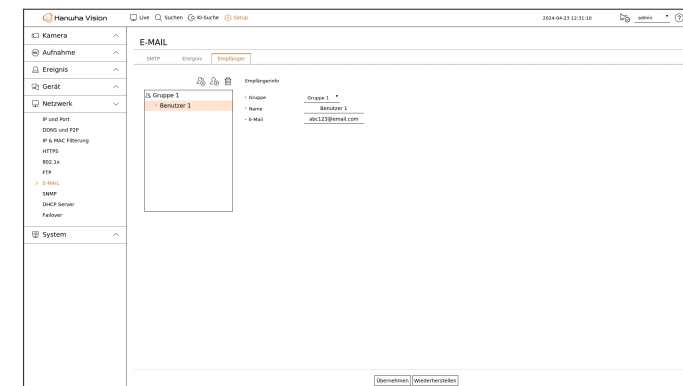 Hanwha Vision
Live Suchen KI-Suche Setup
2024-04-23 12:31:10
admin
Kamera
Aufnahme
Ereignis
Gerät
Netzwerk
IP und Port
DDNS und P2P
IP & MAC Filterung
HTTPS
802.1x
FTP
E-MAIL
SNMP
DHCP Server
Failover
System
E-MAIL
SMTP Ereignis Empfänger
Gruppe 1
Benutzer 1
Empfängerinfo
Gruppe Gruppe 1
Name Benutzer 1
E-Mail abc123@email.com
Übernehmen Wiederherstellen